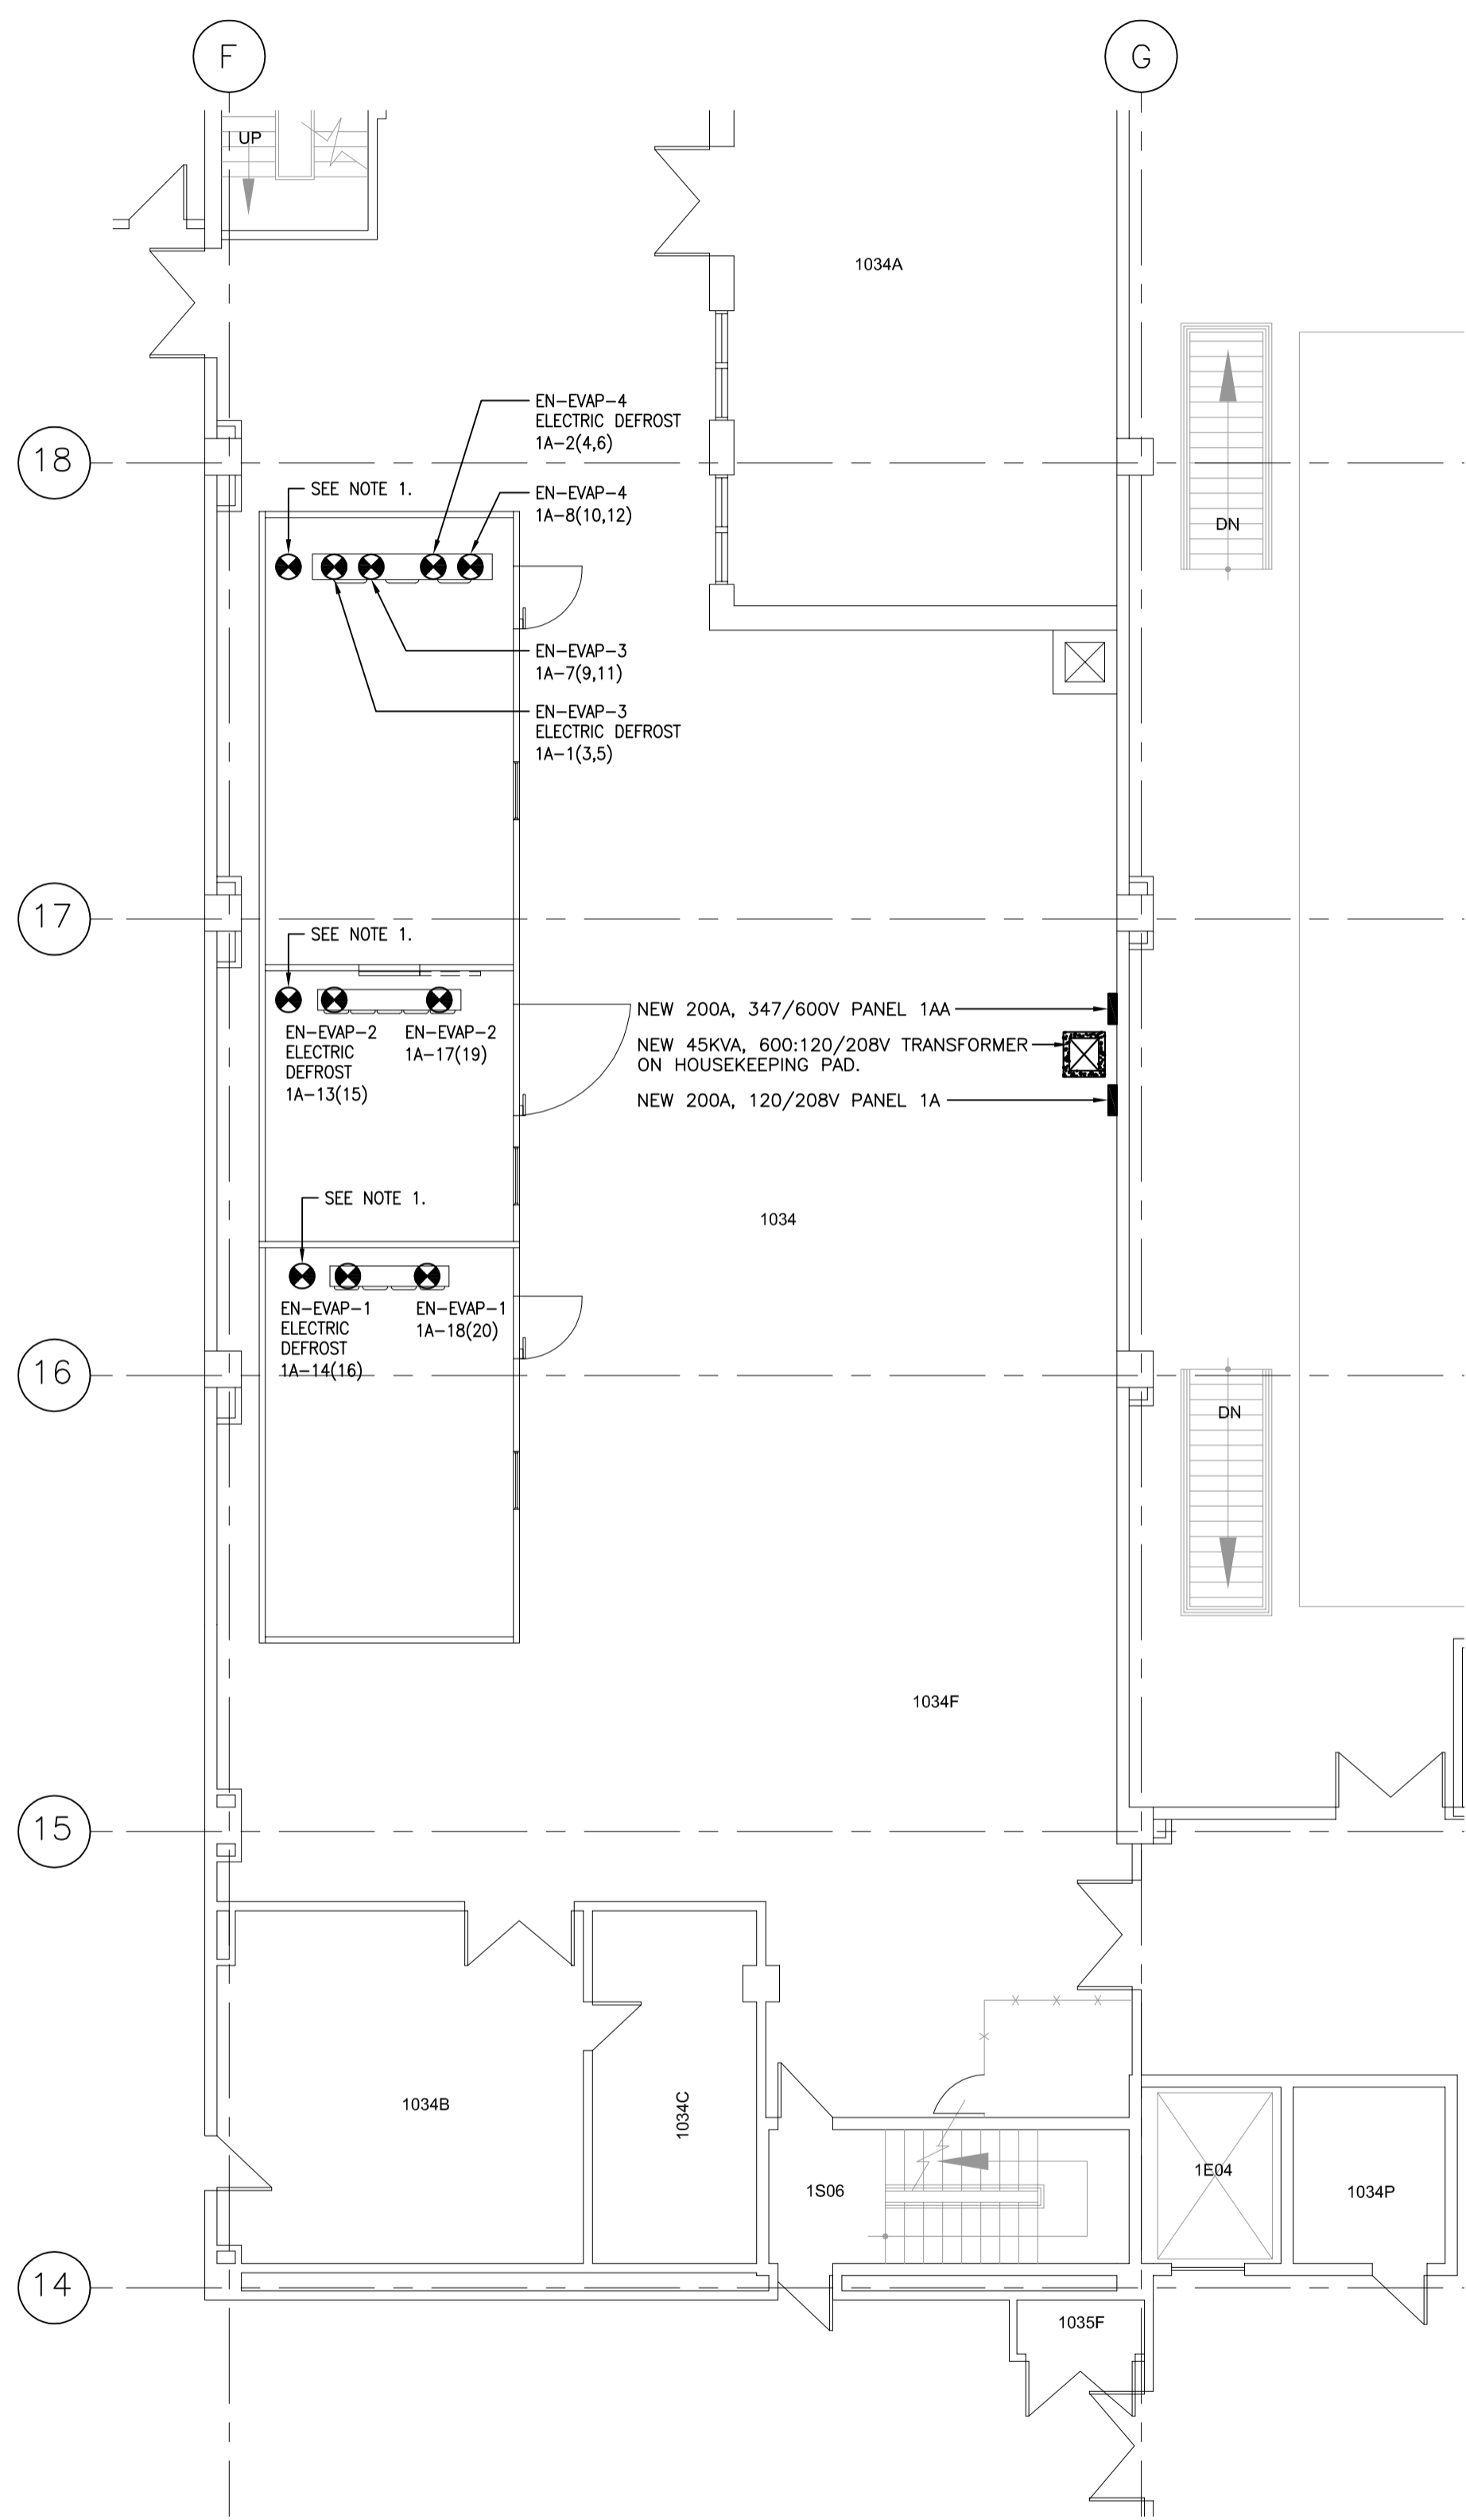 F
G
UP
1034A
EN-EVAP-4
ELECTRIC DEFROST
1A-2(4,6)
18
SEE NOTE 1.
EN-EVAP-4
1A-8(10,12)
DN
EN-EVAP-3
1A-7(9,11)
EN-EVAP-3
ELECTRIC DEFROST
1A-1(3,5)
17
SEE NOTE 1.
EN-EVAP-2
ELECTRIC
DEFROST
1A-13(15)
EN-EVAP-2
1A-17(19)
NEW 200A, 347/600V PANEL 1AA
NEW 45KVA, 600:120/208V TRANSFORMER
ON HOUSEKEEPING PAD.
NEW 200A, 120/208V PANEL 1A
SEE NOTE 1.
1034
EN-EVAP-1
ELECTRIC
DEFROST
1A-14(16)
EN-EVAP-1
1A-18(20)
16
DN
1034F
15
1034B
1034C
1S06
1E04
1034P
14
1035F